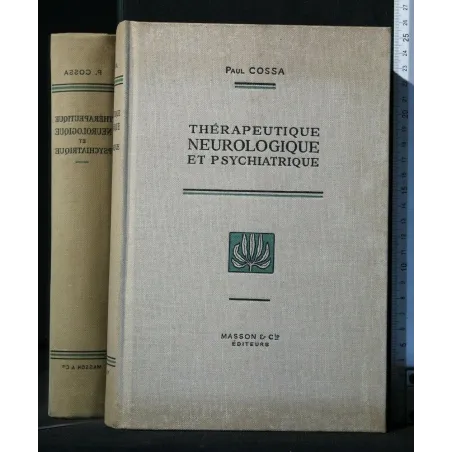 PAUL COSSA
THÉRAPEUTIQUE
NEUROLOGIQUE
ET PSYCHIATRIQUE
MASSON & Cie
ÉDITEURS
P. COSSA
THÉRAPEUTIQUE
NEUROLOGIQUE
ET
PSYCHIATRIQUE
MASSON & Cie